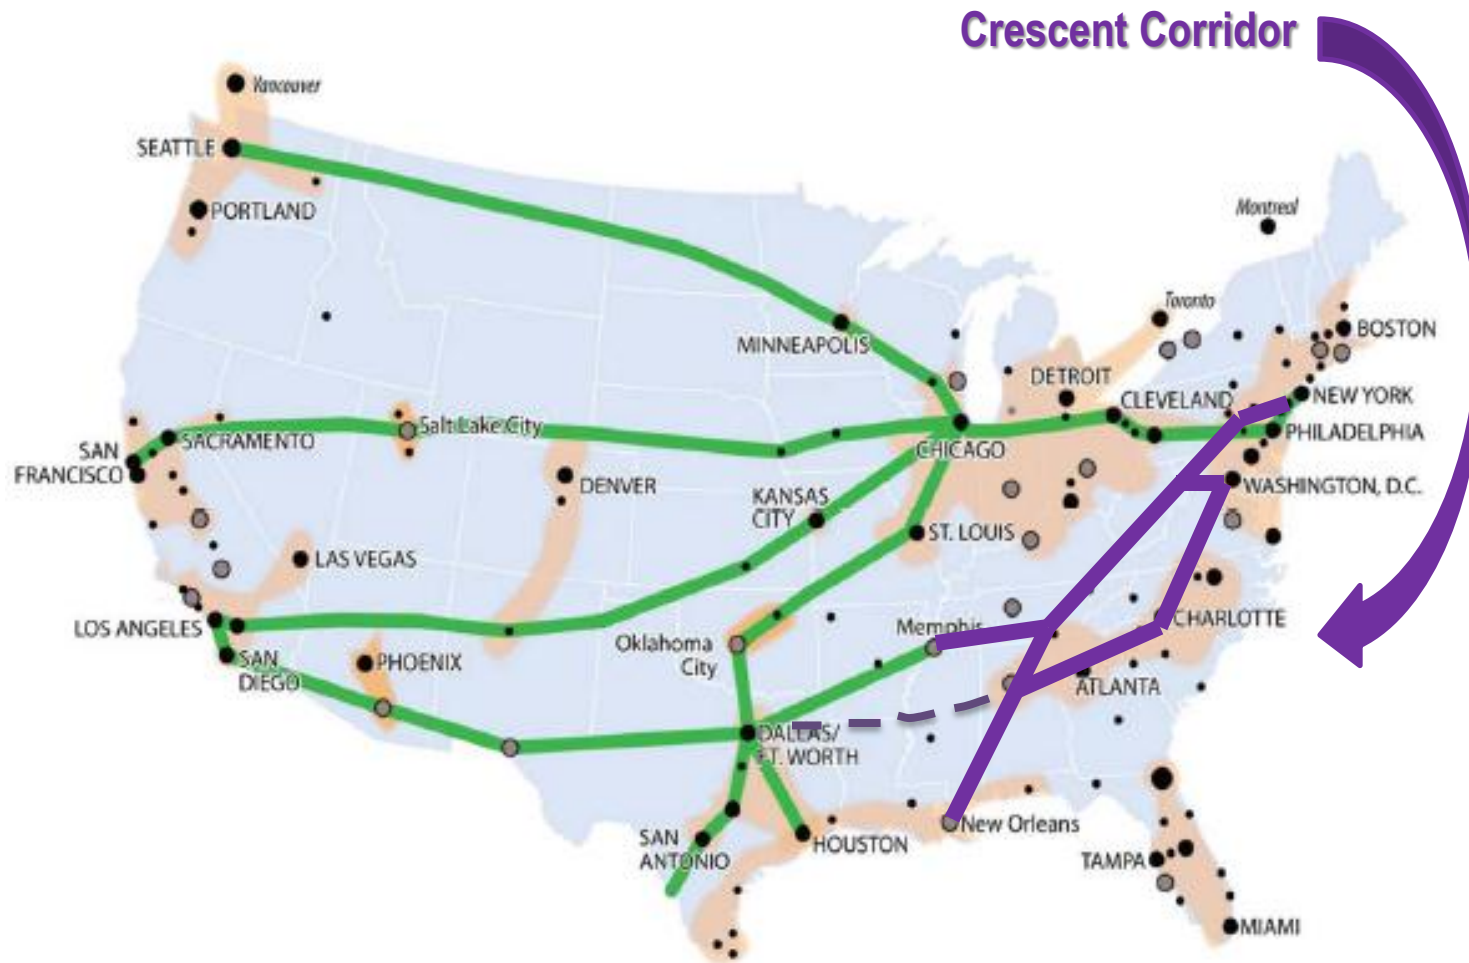 Crescent Corridor
Vancouver
SEATTLE
PORTLAND
Montreal
Toronto
BOSTON
MINNEAPOLIS
DETROIT
CLEVELAND
NEW YORK
Salt Lake City
SACRAMENTO
PHILADELPHIA
SAN
FRANCISCO
CHICAGO
DENVER
WASHINGTON, D.C.
KANSAS
CITY
ST. LOUIS
LAS VEGAS
LOS ANGELES
CHARLOTTE
Memphis
Oklahoma
City
SAN
DIEGO
PHOENIX
ATLANTA
DALLAS/
FT. WORTH
New Orleans
SAN
ANTONIO
HOUSTON
TAMPA
MIAMI